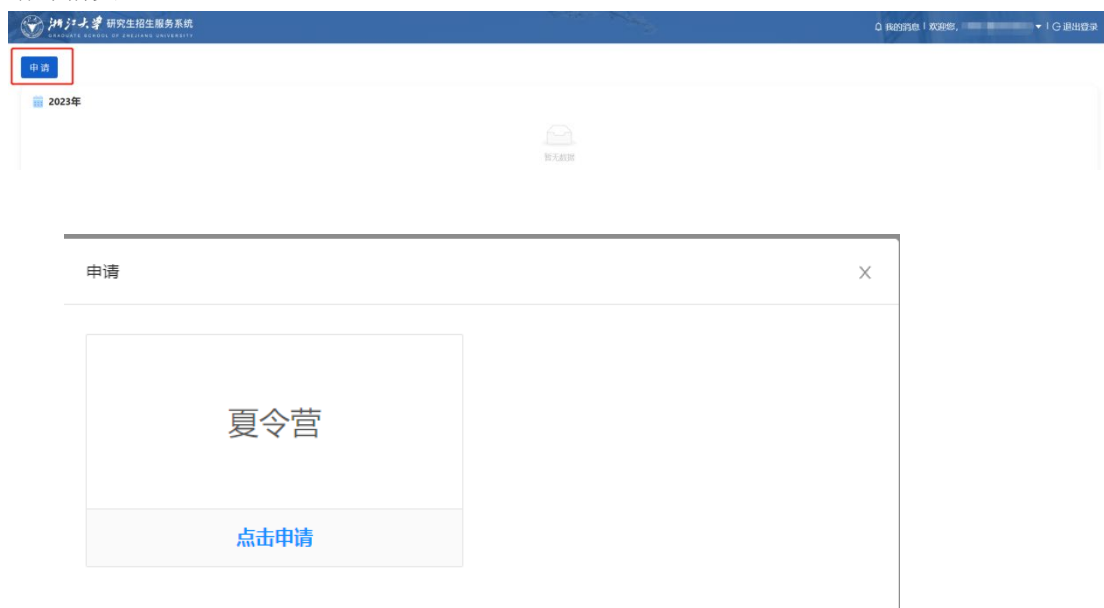 浙江大学 研究生招生服务系统
GRADUATE SCHOOL OF ZHEJIANG UNIVERSITY
我的消息 | 欢迎您,
退出登录
申请
2023年
暂无数据
申请
夏令营
点击申请